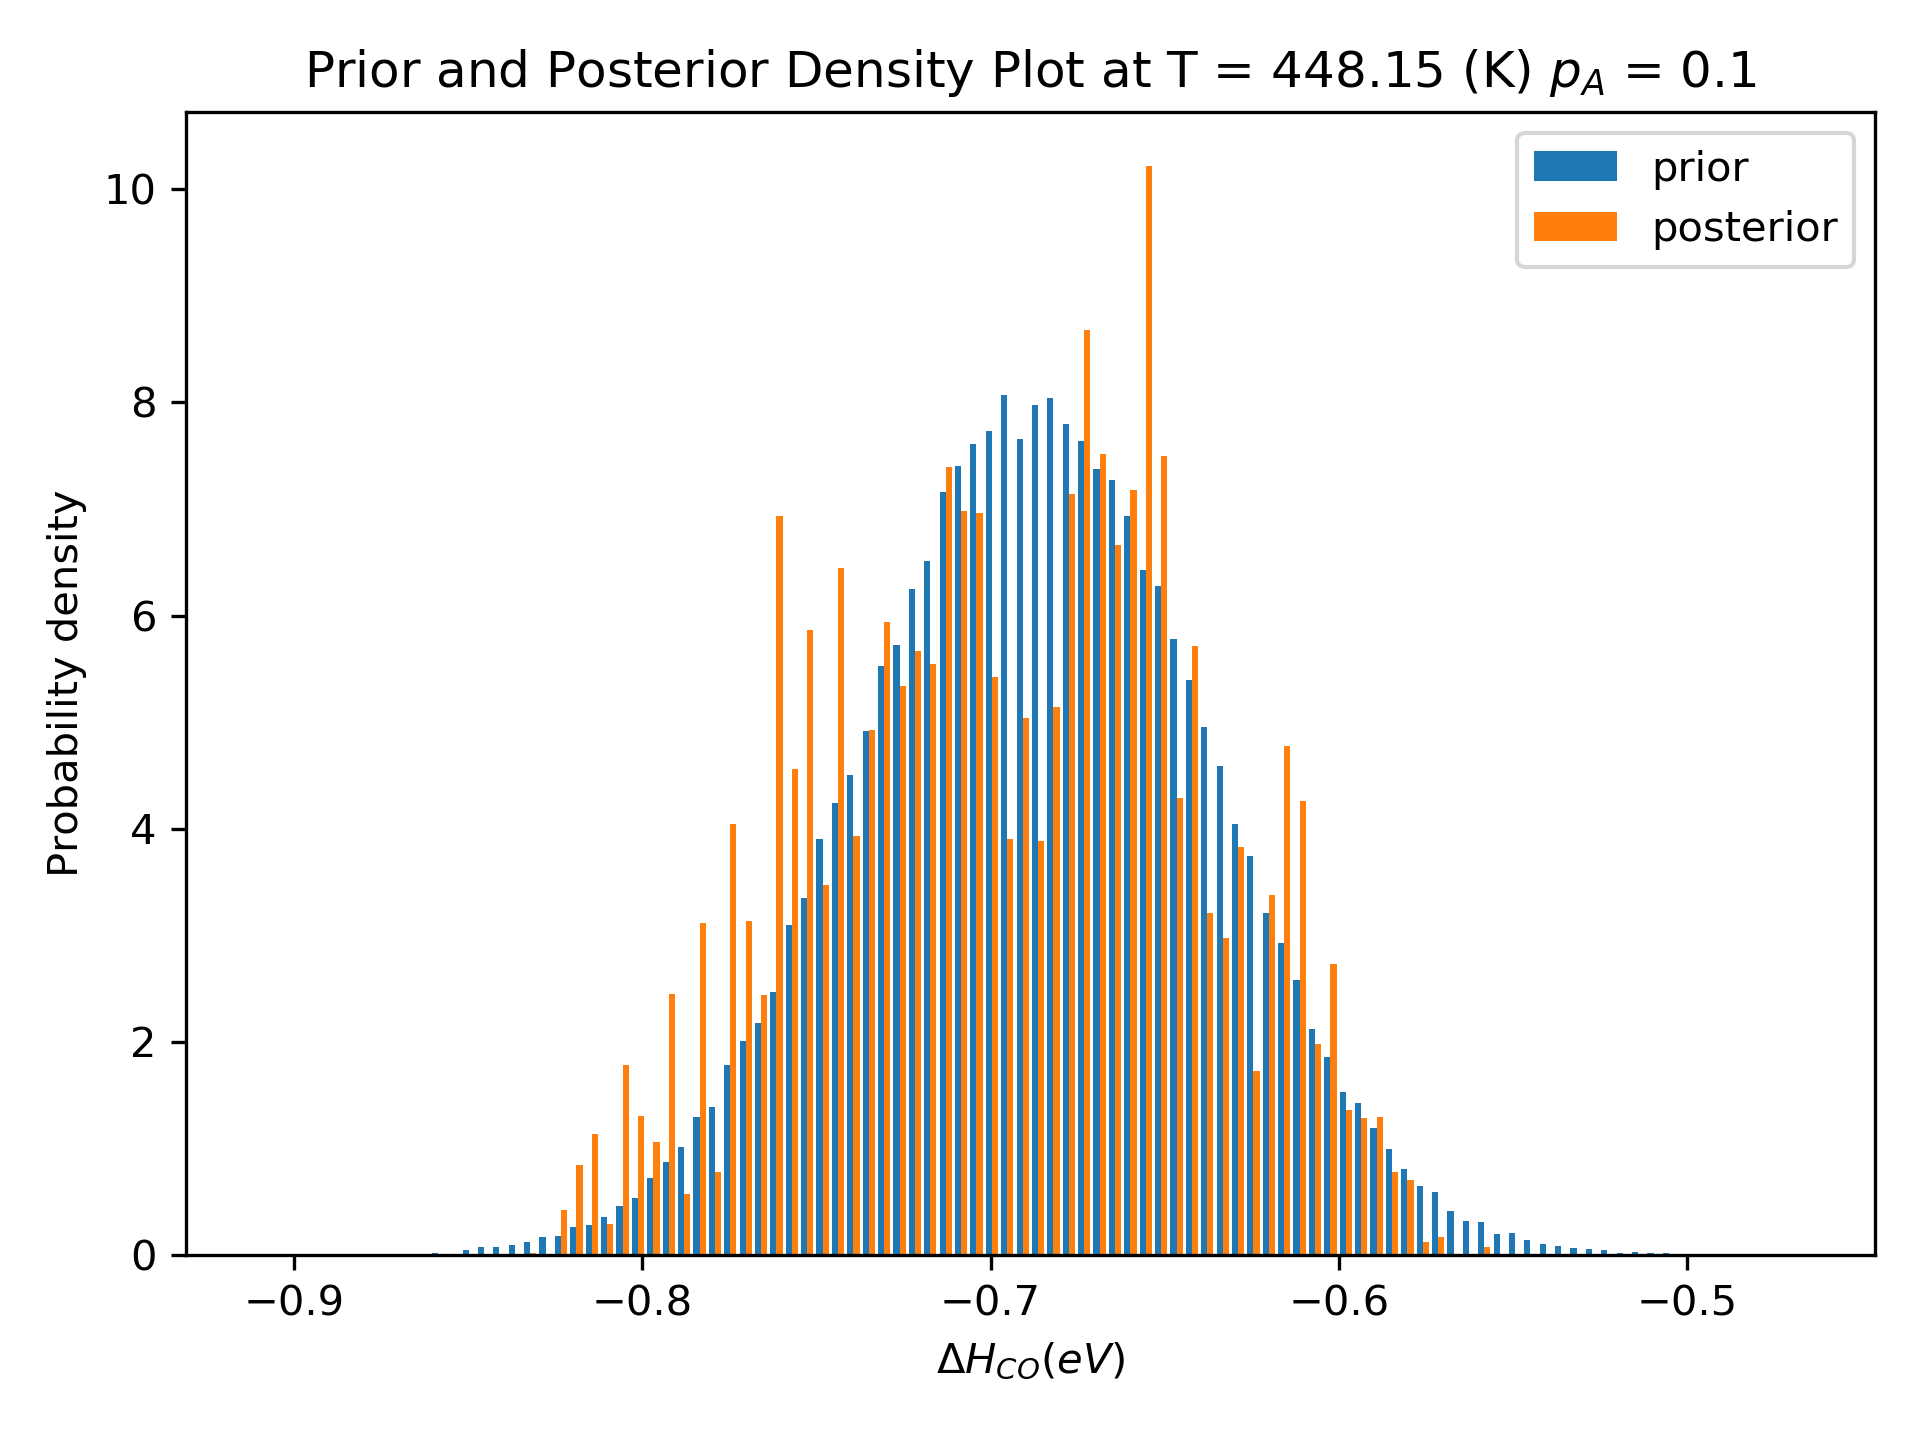 Prior and Posterior Density Plot at T = 448.15 (K) p_A = 0.1
prior
posterior
10
8
6
4
2
0
Probability density
−0.9 −0.8 −0.7 −0.6 −0.5
ΔH_CO(eV)